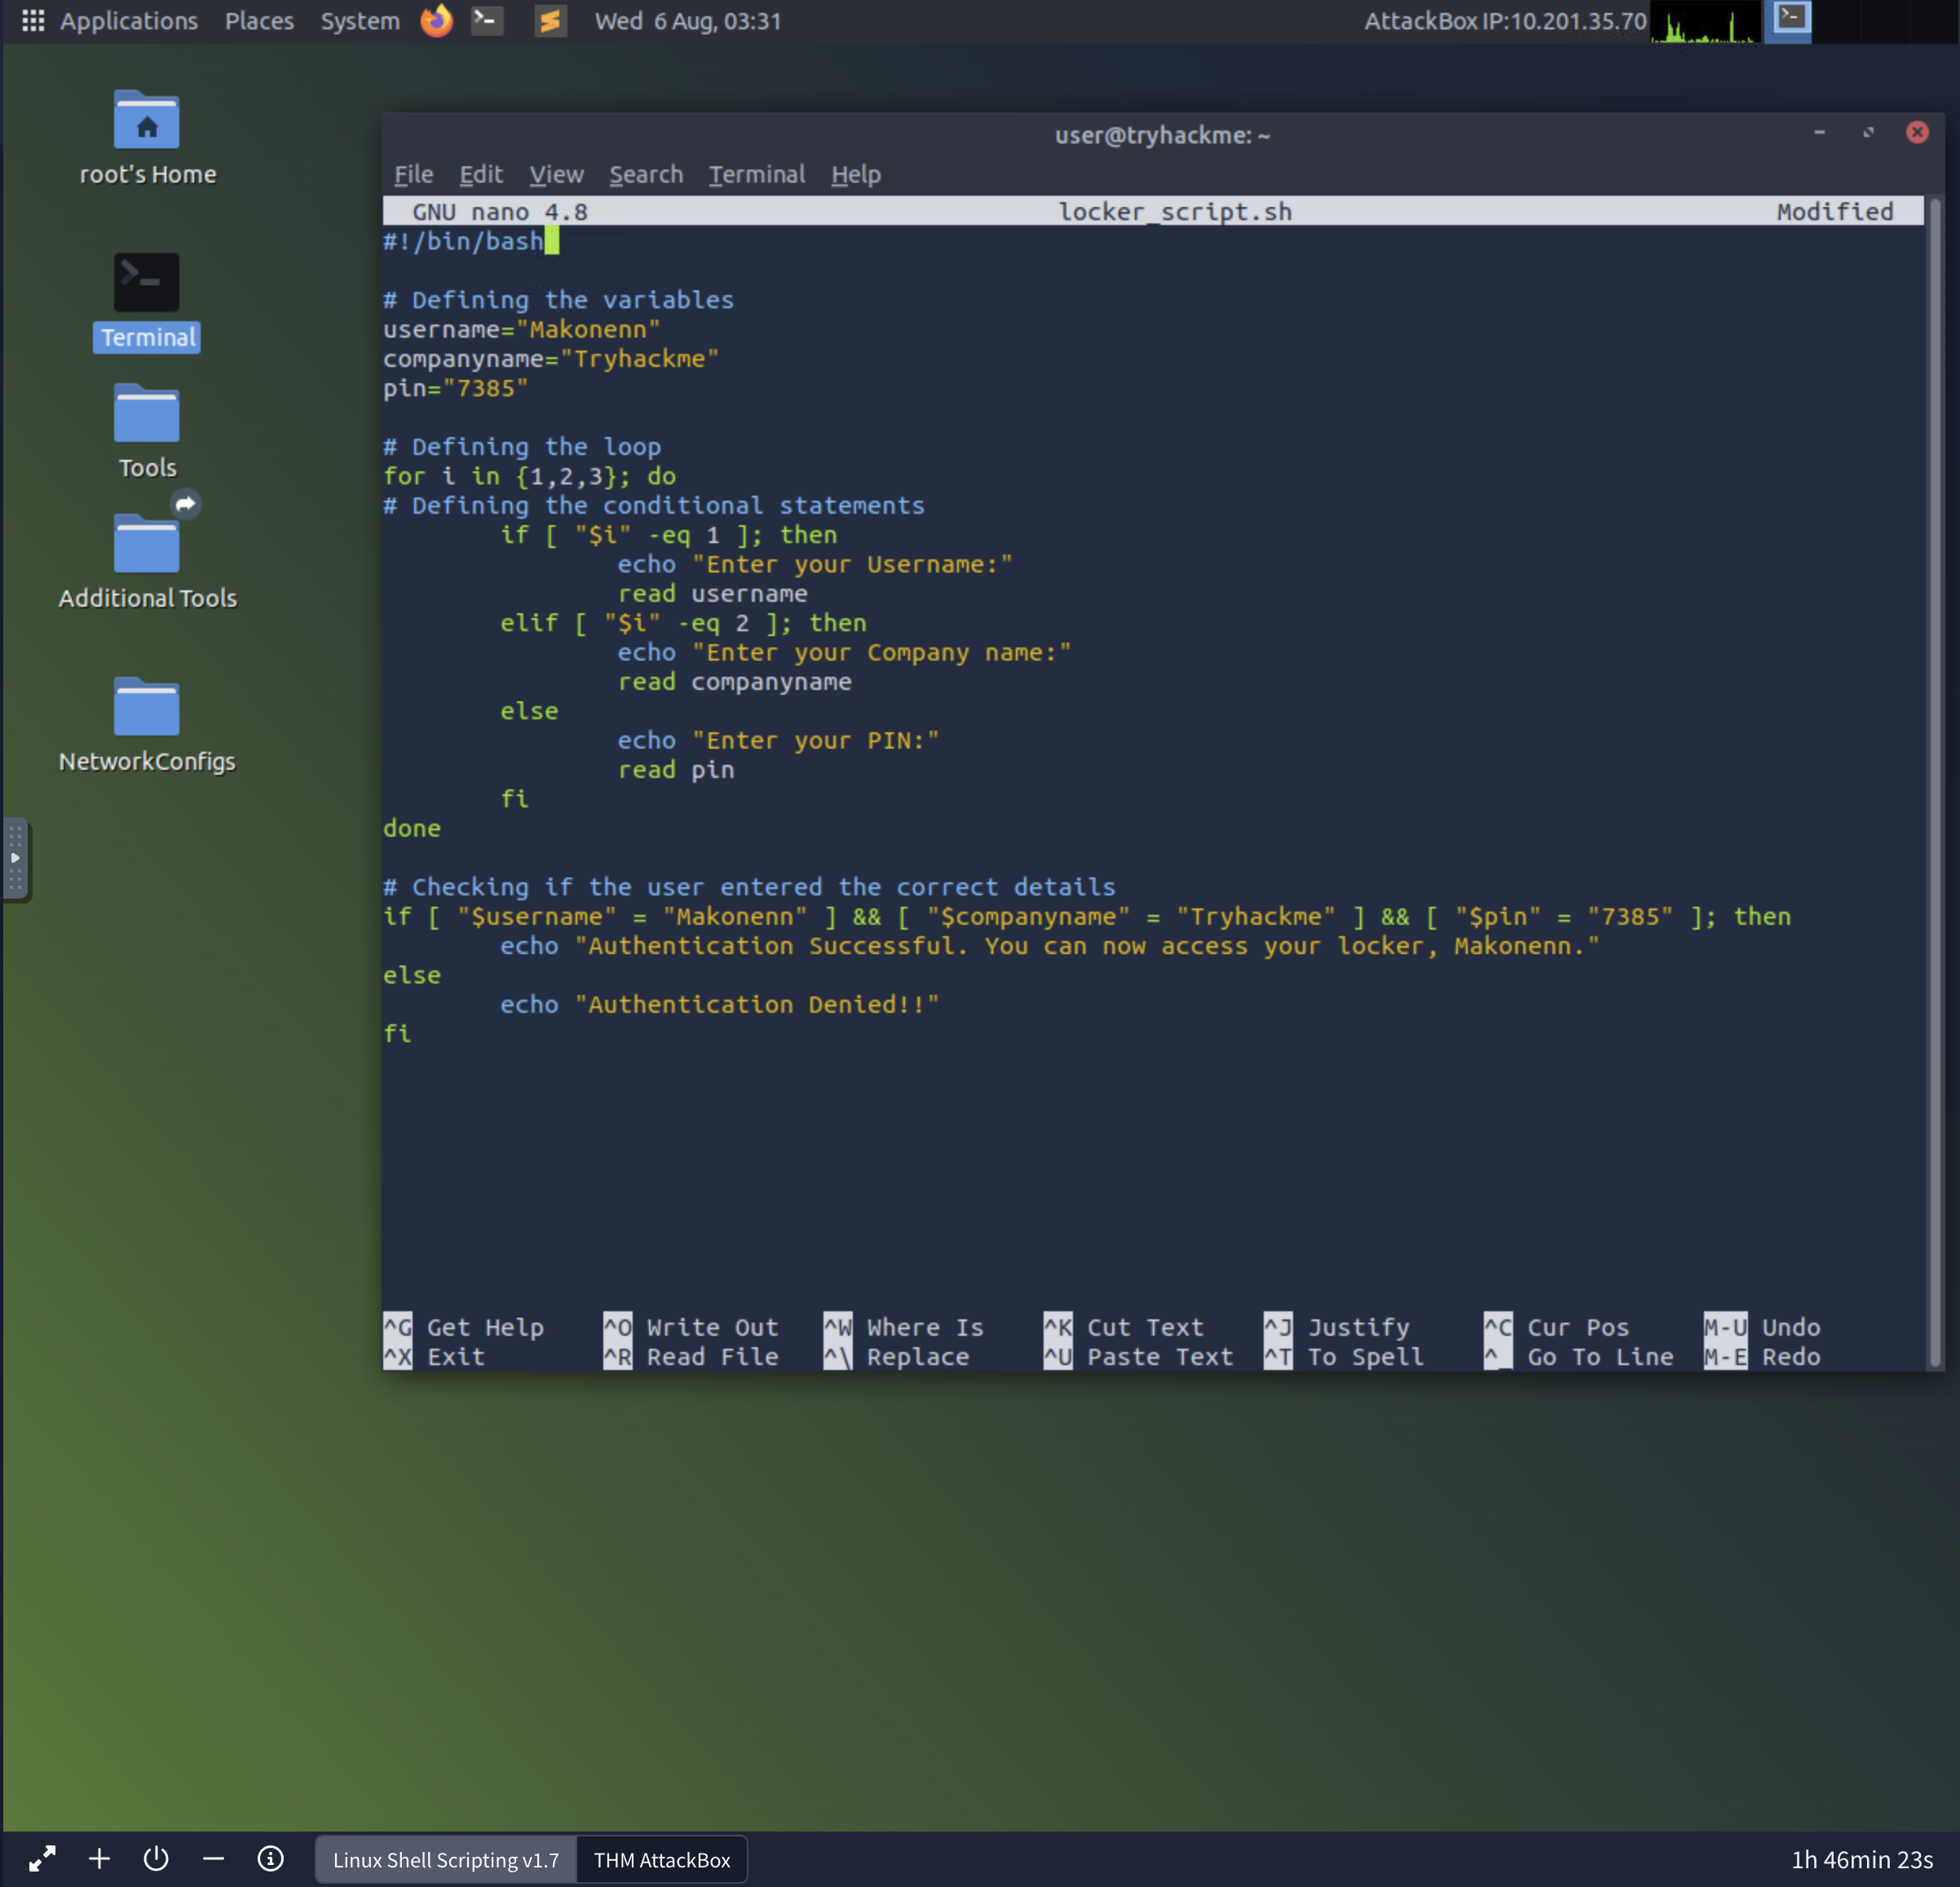 Applications Places System Wed 6 Aug, 03:31 AttackBox IP:10.201.35.70
root's Home
Terminal
Tools
Additional Tools
NetworkConfigs
user@tryhackme: ~
File Edit View Search Terminal Help
GNU nano 4.8 locker_script.sh Modified
#!/bin/bash

# Defining the variables
username="Makonenn"
companyname="Tryhackme"
pin="7385"

# Defining the loop
for i in {1,2,3}; do
# Defining the conditional statements
        if [ "$i" -eq 1 ]; then
                echo "Enter your Username:"
                read username
        elif [ "$i" -eq 2 ]; then
                echo "Enter your Company name:"
                read companyname
        else
                echo "Enter your PIN:"
                read pin
        fi
done

# Checking if the user entered the correct details
if [ "$username" = "Makonenn" ] && [ "$companyname" = "Tryhackme" ] && [ "$pin" = "7385" ]; then
        echo "Authentication Successful. You can now access your locker, Makonenn."
else
        echo "Authentication Denied!!"
fi
^G Get Help ^O Write Out ^W Where Is ^K Cut Text ^J Justify ^C Cur Pos M-U Undo
^X Exit ^R Read File ^\ Replace ^U Paste Text ^T To Spell ^_ Go To Line M-E Redo
Linux Shell Scripting v1.7 THM AttackBox 1h 46min 23s